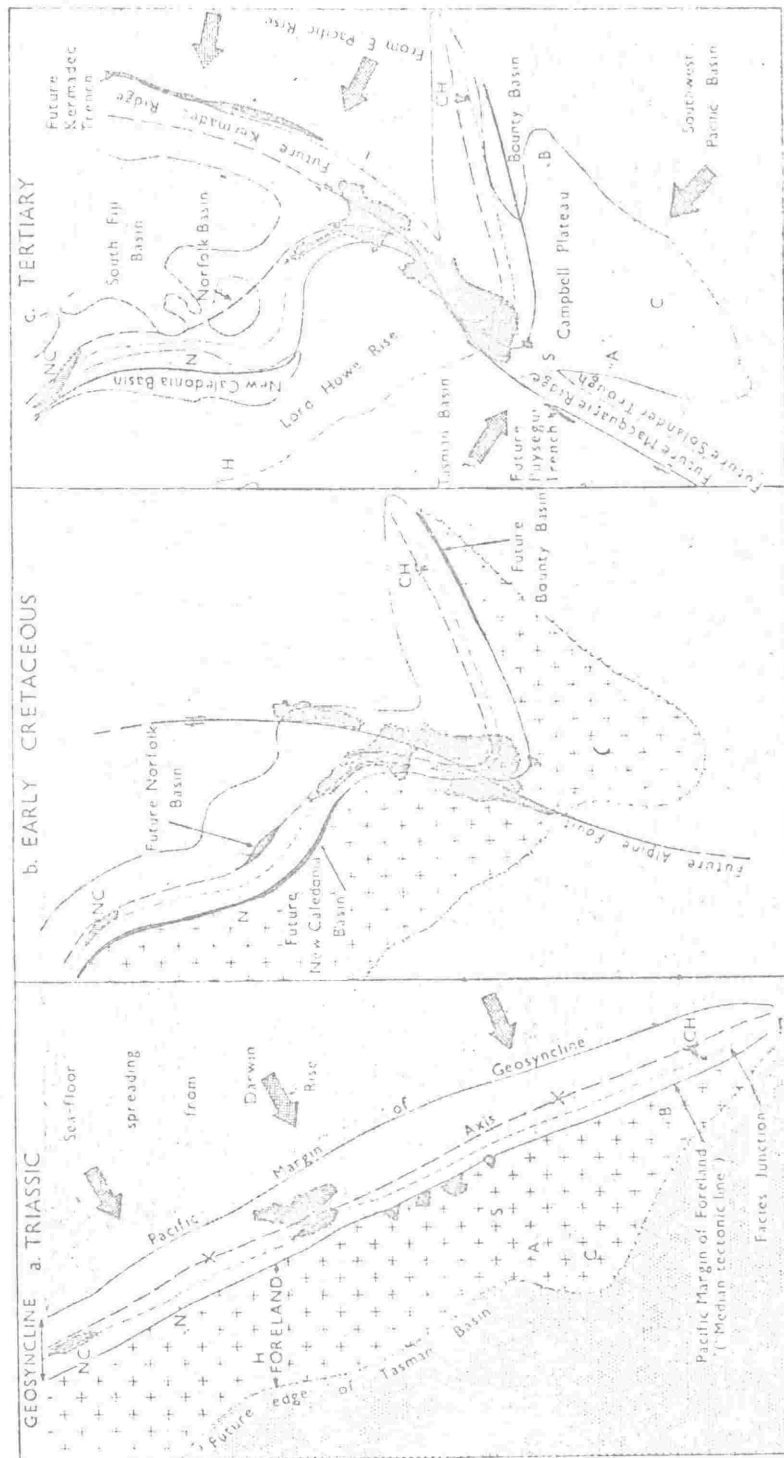 GEOSYNCLINE
a. TRIASSIC
Sea-floor
spreading
from
Darwin
Rise
Pacific
Margin
of
Geosyncline
Axis
X
X
NC
N
H
FORELAND
S
A
C
B
CH
Future
edge of Tasman Basin
Pacific Margin of Foreland
("Median tectonic line")
Facies Junction
b. EARLY CRETACEOUS
Future Norfolk
Basin
NC
N
Future
New Caledonia
Basin
CH
Future
Bounty Basin
C
Future Alpine Fault
c. TERTIARY
Future
Kermadec
Trench
Future Kermadec
Ridge
From E Pacific Rise
South Fiji
Basin
Norfolk Basin
NC
N
New Caledonia Basin
H
Lord Howe Rise
CH
Bounty Basin
B
Campbell Plateau
Tasman Basin
S
A
C
Future
Puysegur
Trench
Future Macquarie Ridge
Future Solander Trough
Southwest
Pacific Basin